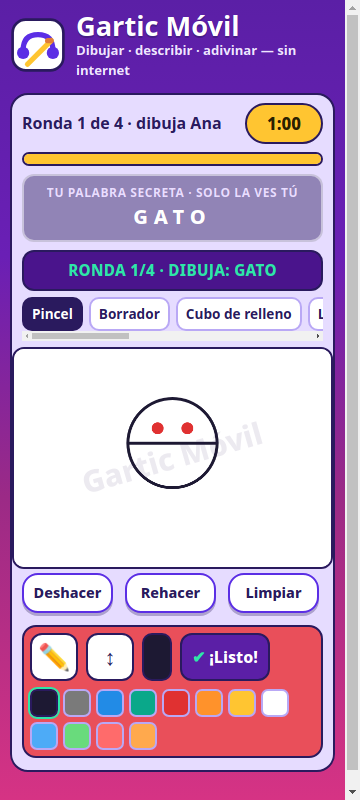 Gartic Móvil
Dibujar · describir · adivinar — sin
internet
Ronda 1 de 4 · dibuja Ana
1:00
TU PALABRA SECRETA · SOLO LA VES TÚ
GATO
RONDA 1/4 · DIBUJA: GATO
Pincel
Borrador
Cubo de relleno
L
Gartic Móvil
Deshacer
Rehacer
Limpiar
↕
✔ ¡Listo!